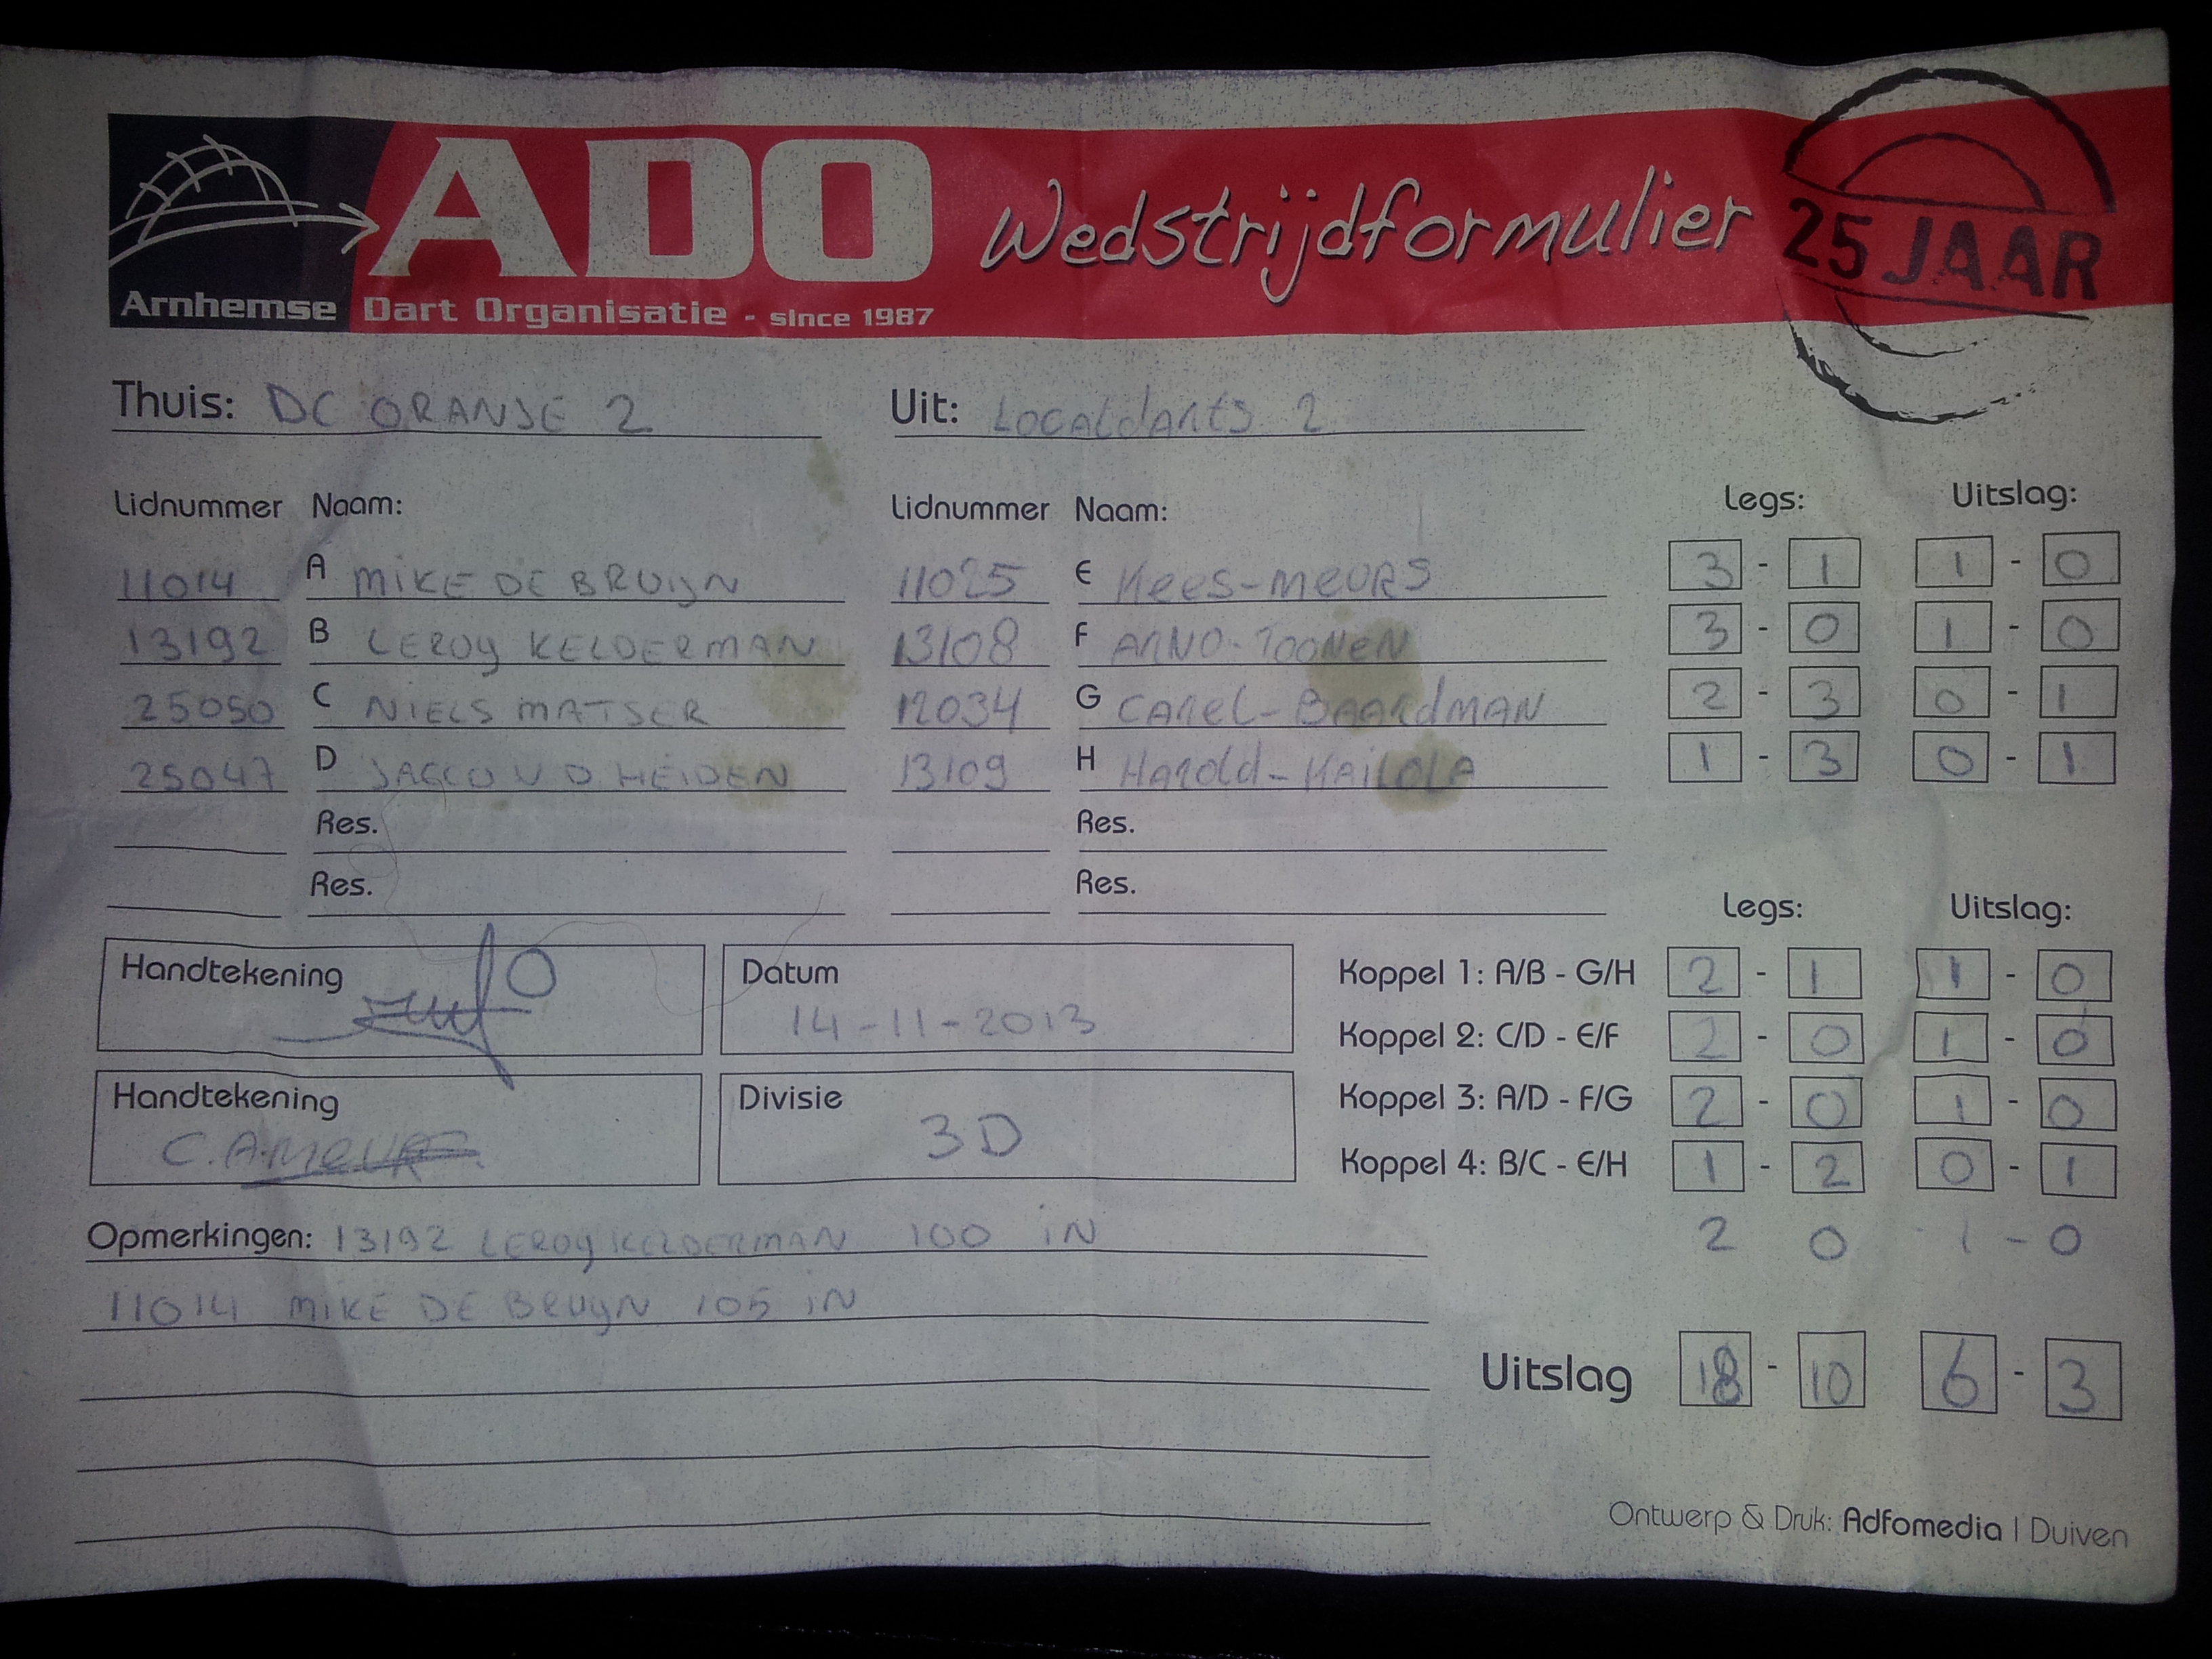 ADO Wedstrijdformulier 25 JAAR
Arnhemse Dart Organisatie - since 1987
Thuis: DC ORANJE 2 Uit: LOCALdARtS 2
Lidnummer Naam: Lidnummer Naam: Legs: Uitslag:
11014 A MIKE DE BRUIJN 11025 E Kees-MEURS 3 - 1 1 - 0
13192 B LEROY KELDERMAN 13108 F ARNO-TOONEN 3 - 0 1 - 0
25050 C NIELS MATSER 12034 G CAREL-BAARdMAN 2 - 3 0 - 1
25047 D JACCO V D HEIDEN 13109 H HAROld-KAILOLA 1 - 3 0 - 1
Res. Res.
Res. Res.
Legs: Uitslag:
Handtekening Datum Koppel 1: A/B - G/H 2 - 1 1 - 0
14-11-2013 Koppel 2: C/D - E/F 2 - 0 1 - 0
Handtekening Divisie Koppel 3: A/D - F/G 2 - 0 1 - 0
C.A.MEURS 3D Koppel 4: B/C - E/H 1 - 2 0 - 1
Opmerkingen: 13192 LEROY KELDERMAN 100 IN 2 0 1 - 0
11014 MIKE DE BRUYN 105 IN
Uitslag 18 - 10 6 - 3
Ontwerp & Druk: Adfomedia | Duiven